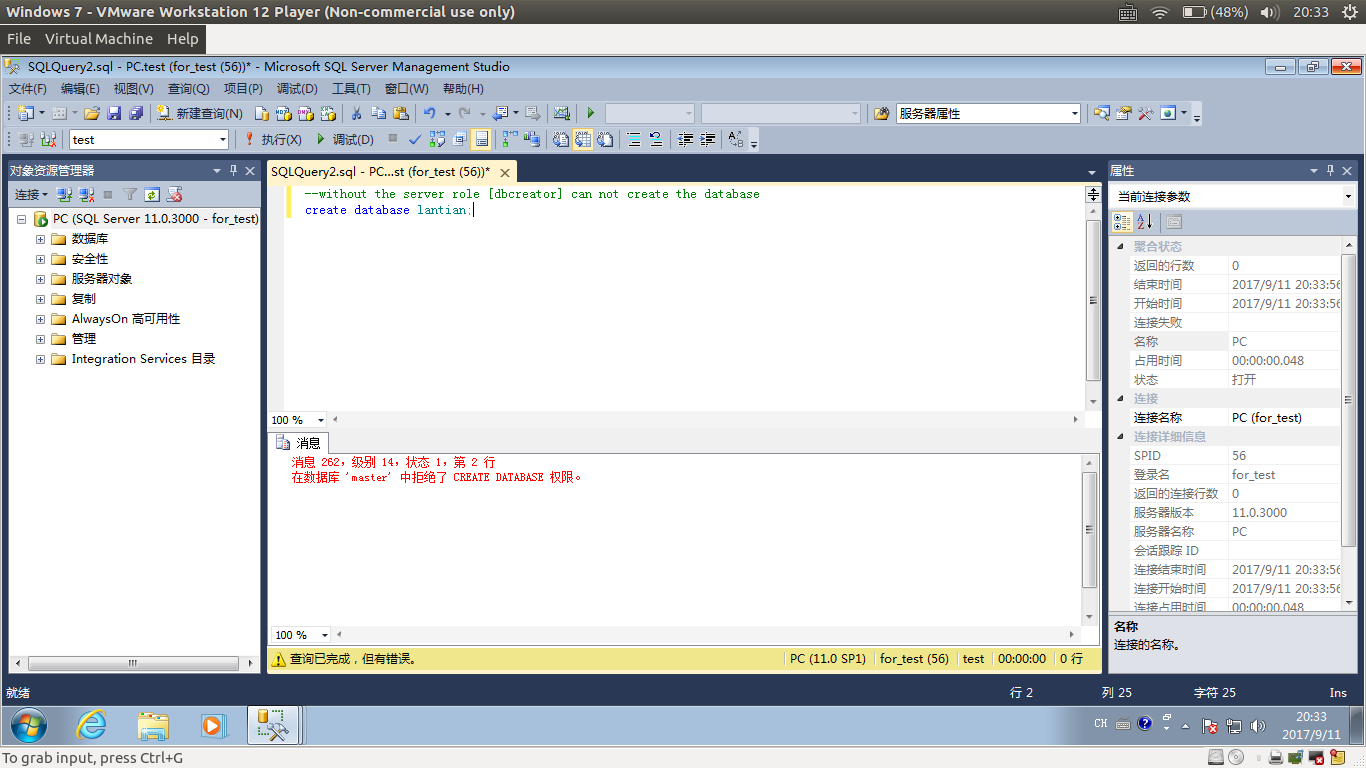 Windows 7 - VMware Workstation 12 Player (Non-commercial use only)
(48%)
20:33
File Virtual Machine Help
SQLQuery2.sql - PC.test (for_test (56))* - Microsoft SQL Server Management Studio
文件(F) 编辑(E) 视图(V) 查询(Q) 项目(P) 调试(D) 工具(T) 窗口(W) 帮助(H)
新建查询(N)
服务器属性
test
执行(X)
调试(D)
对象资源管理器
连接
PC (SQL Server 11.0.3000 - for_test)
数据库
安全性
服务器对象
复制
AlwaysOn 高可用性
管理
Integration Services 目录
SQLQuery2.sql - PC...st (for_test (56))*
--without the server role [dbcreator] can not create the database
create database lantian;
100 %
消息
消息 262，级别 14，状态 1，第 2 行
在数据库 'master' 中拒绝了 CREATE DATABASE 权限。
100 %
查询已完成，但有错误。
PC (11.0 SP1)
for_test (56)
test
00:00:00
0 行
属性
当前连接参数
聚合状态
返回的行数 0
结束时间 2017/9/11 20:33:56
开始时间 2017/9/11 20:33:56
连接失败
名称 PC
占用时间 00:00:00.048
状态 打开
连接
连接名称 PC (for_test)
连接详细信息
SPID 56
登录名 for_test
返回的连接行数 0
服务器版本 11.0.3000
服务器名称 PC
会话跟踪 ID
连接结束时间 2017/9/11 20:33:56
连接开始时间 2017/9/11 20:33:56
连接占用时间 00:00:00.048
名称
连接的名称。
就绪
行 2
列 25
字符 25
Ins
CH
20:33
2017/9/11
To grab input, press Ctrl+G